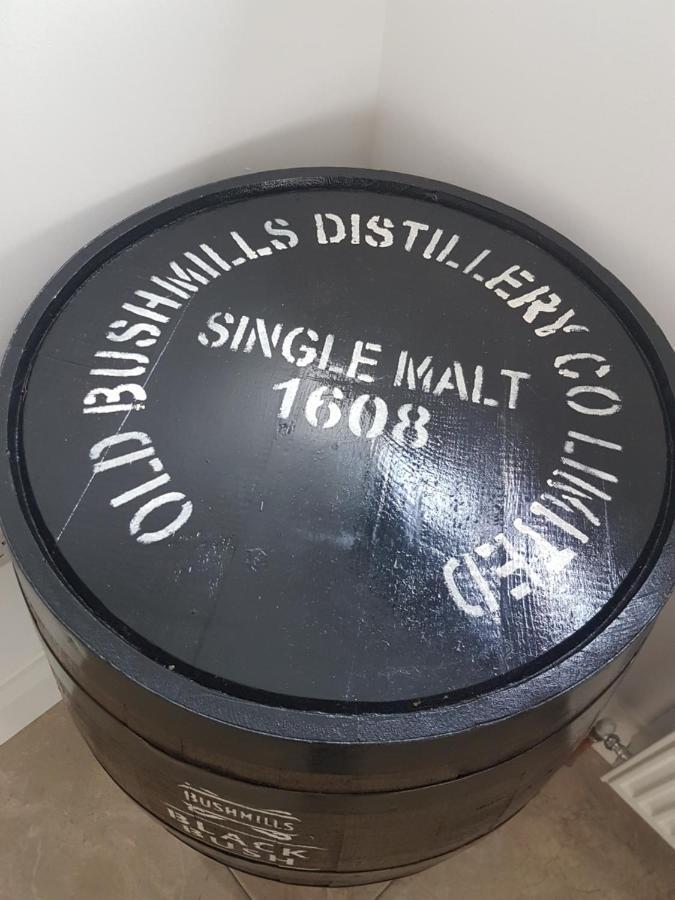 OLD BUSHMILLS DISTILLERY CO LIMITED
SINGLE MALT
1608
BUSHMILLS
BLACK
BUSH